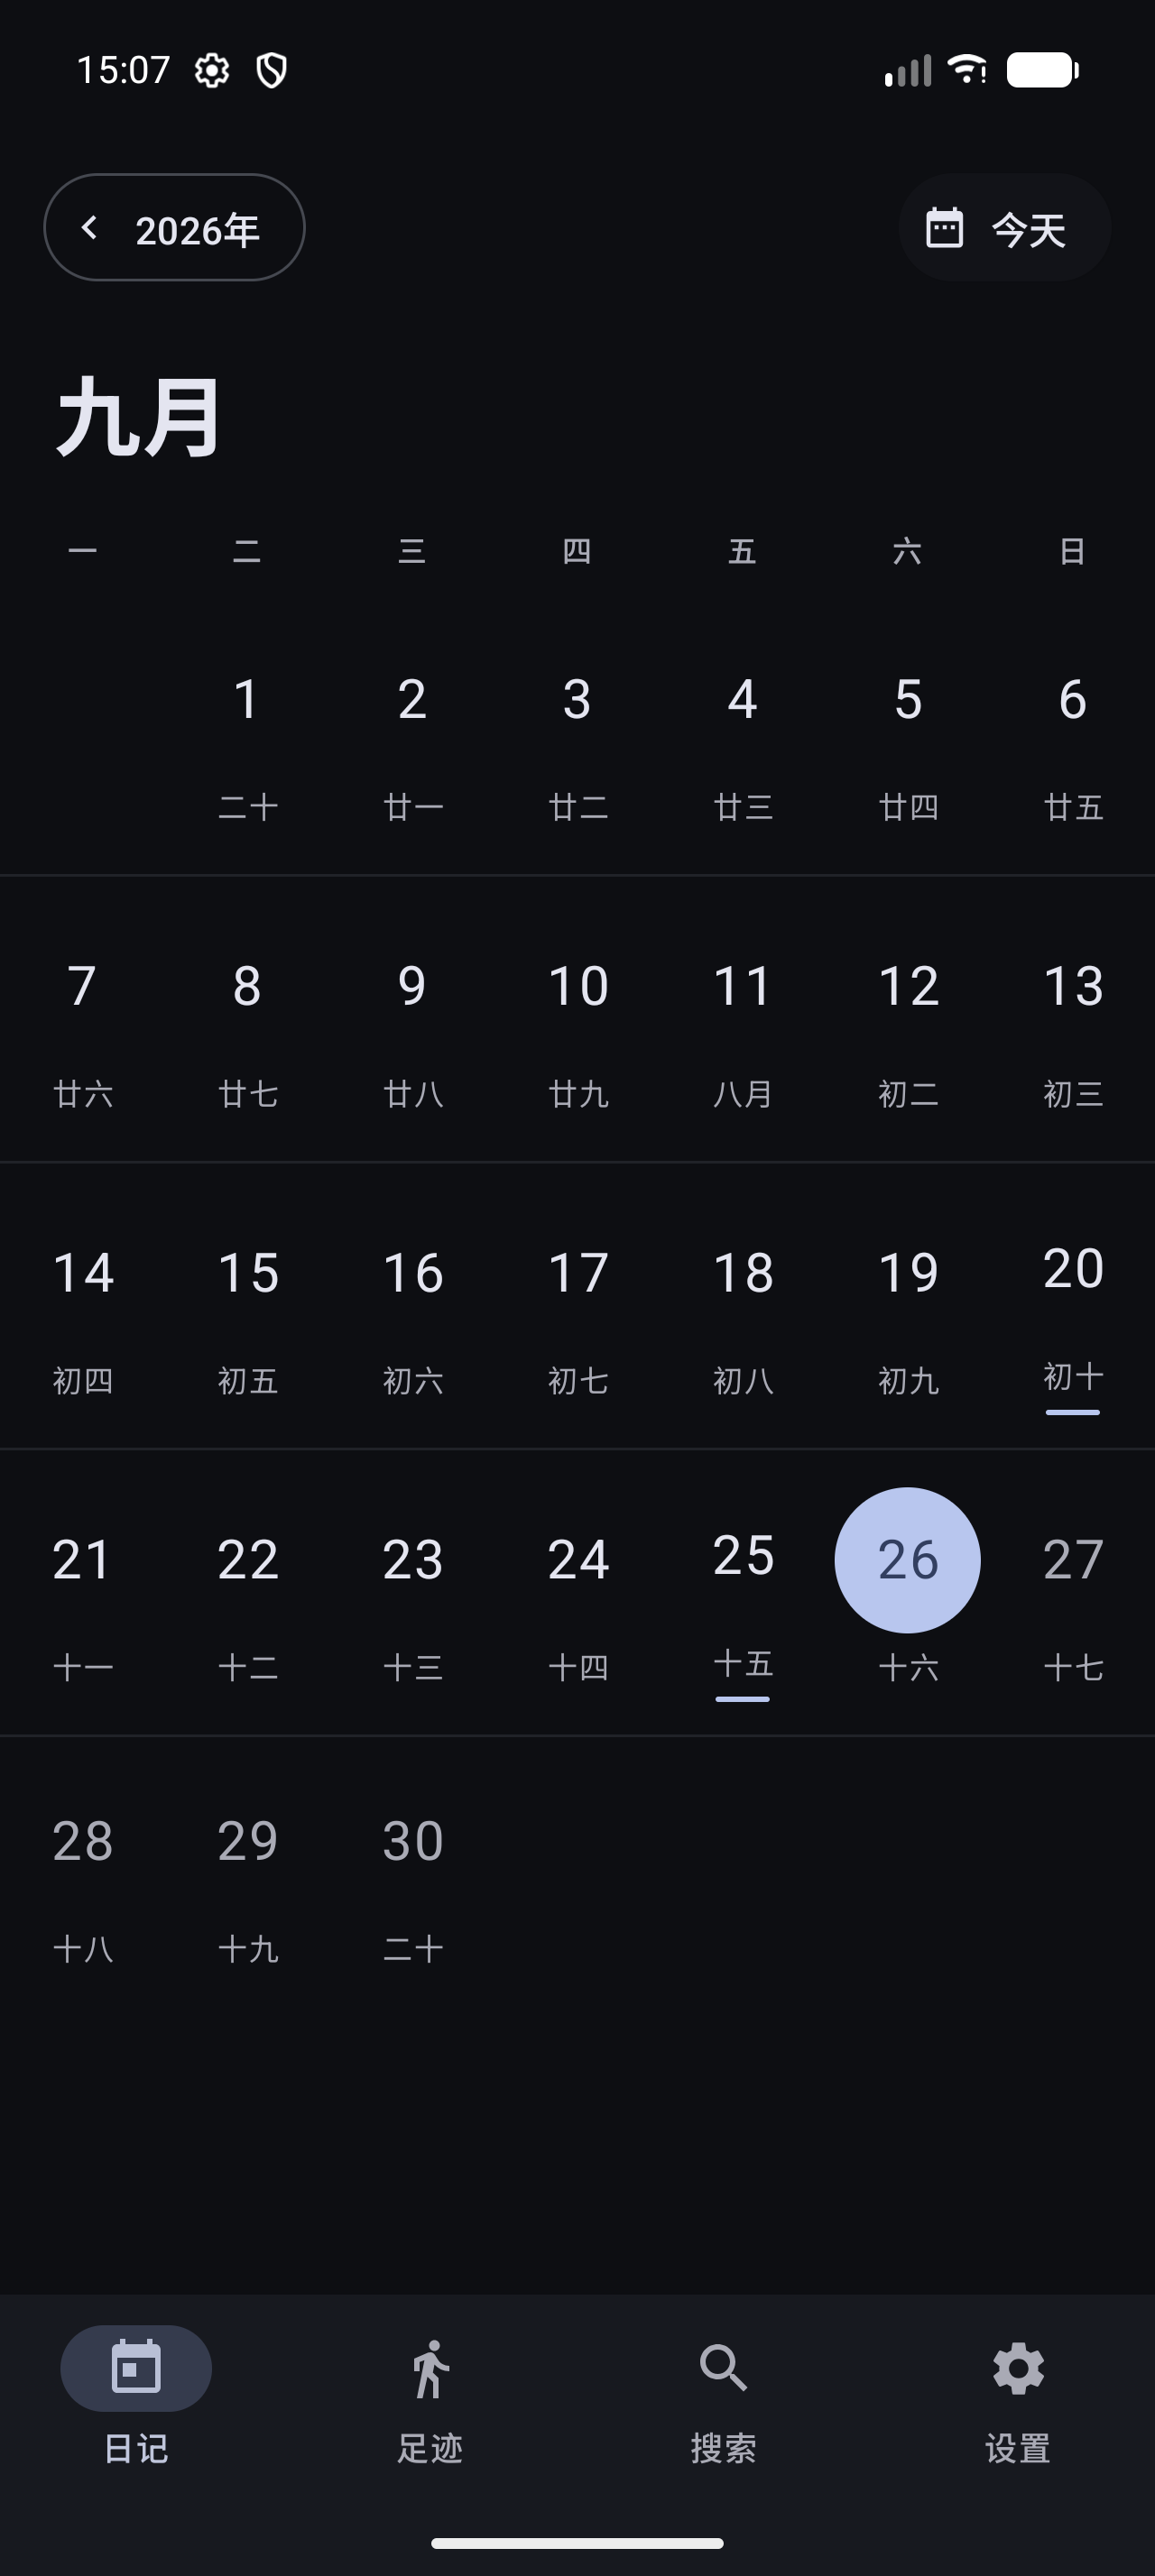 15:07
2026年 今天
九月
一 二 三 四 五 六 日
1 2 3 4 5 6
二十 廿一 廿二 廿三 廿四 廿五
7 8 9 10 11 12 13
廿六 廿七 廿八 廿九 八月 初二 初三
14 15 16 17 18 19 20
初四 初五 初六 初七 初八 初九 初十
21 22 23 24 25 26 27
十一 十二 十三 十四 十五 十六 十七
28 29 30
十八 十九 二十
日记 足迹 搜索 设置